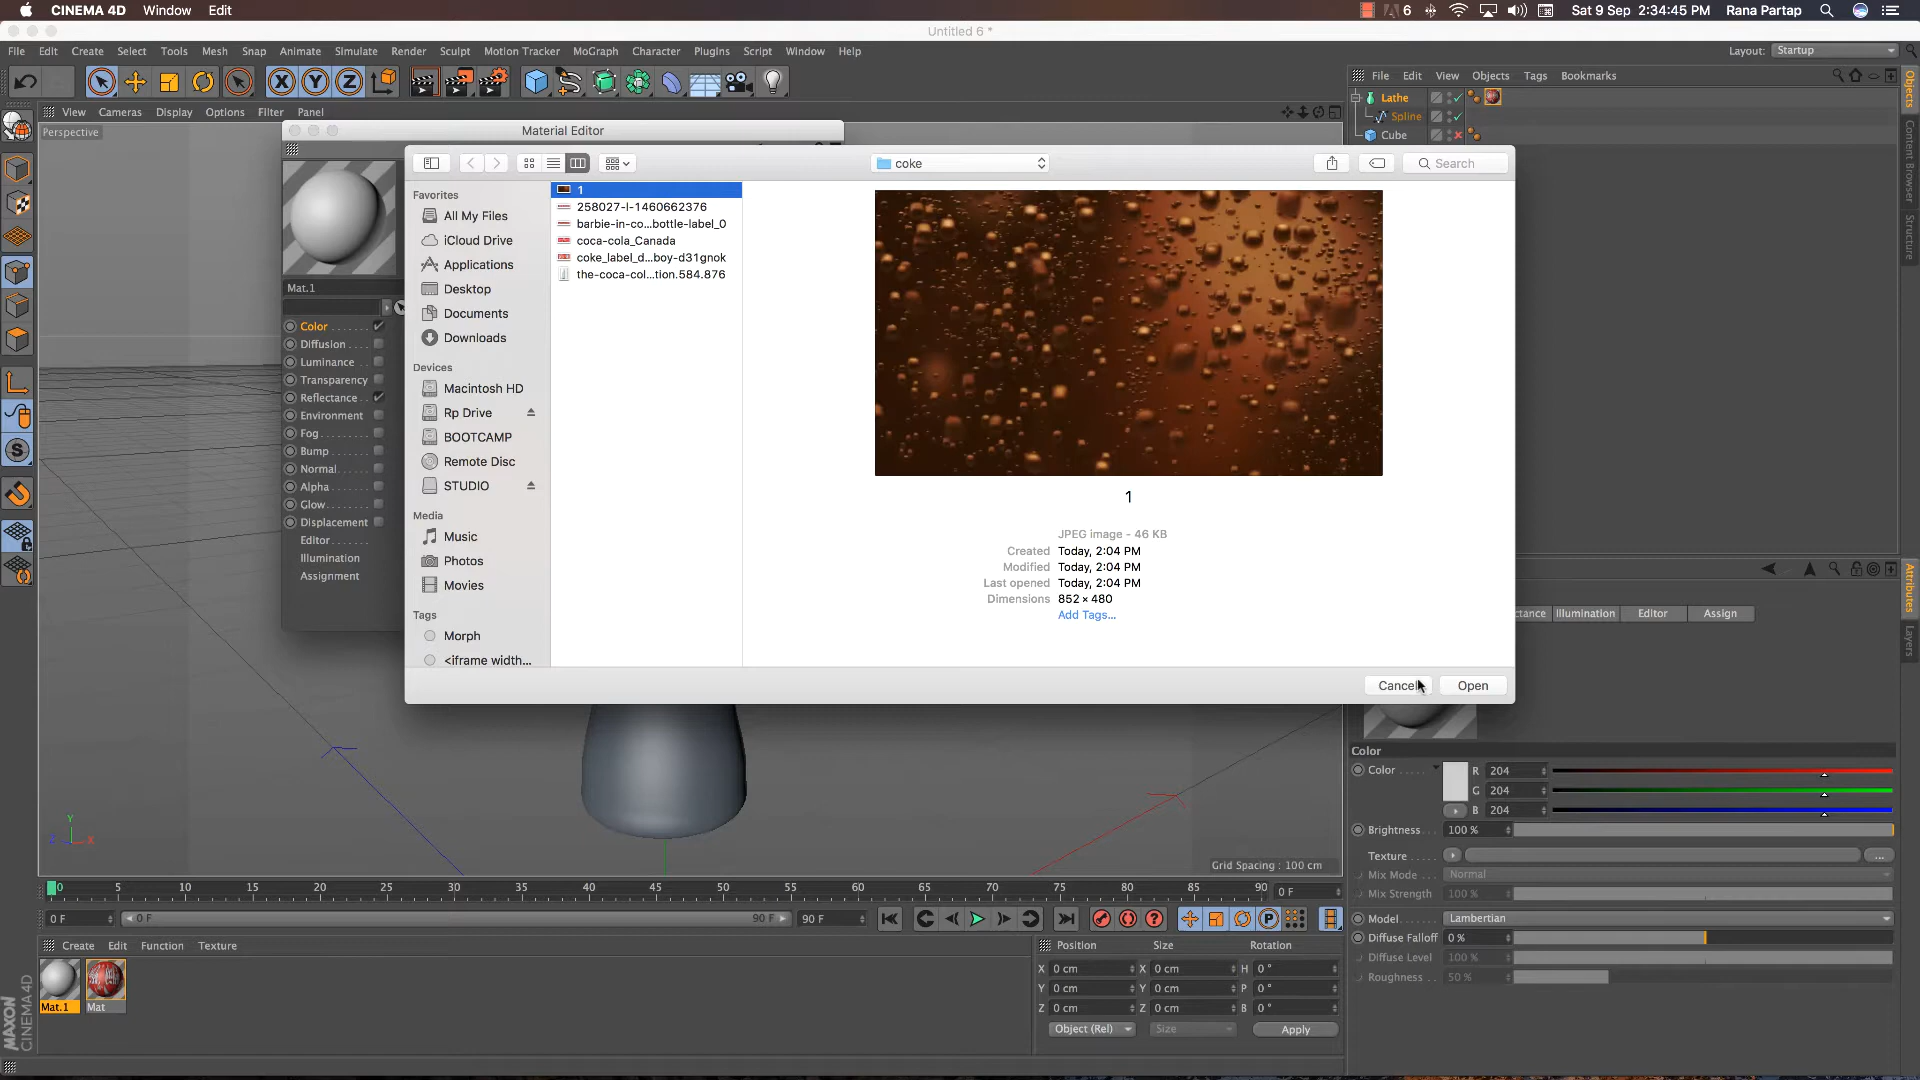 CINEMA 4D Window Edit 6 Sat 9 Sep 2:34:45 PM Rana Partap
Untitled 6 *
File Edit Create Select Tools Mesh Snap Animate Simulate Render Sculpt Motion Tracker MoGraph Character Plugins Script Window Help Layout: Startup
X Y Z
File Edit View Objects Tags Bookmarks
View Cameras Display Options Filter Panel
Perspective
Material Editor
Lathe
Spline
Cube
Objects
Content Browser
Structure
coke
Search
Favorites
All My Files
iCloud Drive
Applications
Desktop
Documents
Downloads
Devices
Macintosh HD
Rp Drive
BOOTCAMP
Remote Disc
STUDIO
Media
Music
Photos
Movies
Tags
Morph
<iframe width...
1
258027-l-1460662376
barbie-in-co...bottle-label_0
coca-cola_Canada
coke_label_d...boy-d31gnok
the-coca-col...tion.584.876
1
JPEG image - 46 KB
Created Today, 2:04 PM
Modified Today, 2:04 PM
Last opened Today, 2:04 PM
Dimensions 852 × 480
Add Tags...
Cancel Open
Mat.1
Color
Diffusion
Luminance
Transparency
Reflectance
Environment
Fog
Bump
Normal
Alpha
Glow
Displacement
Editor
Illumination
Assignment
Attributes
Layers
ctance Illumination Editor Assign
Color
Color R 204
G 204
B 204
Brightness 100 %
Texture ...
Mix Mode Normal
Mix Strength 100 %
Model Lambertian
Diffuse Falloff 0 %
Diffuse Level 100 %
Roughness 50 %
Y
Z X
Grid Spacing : 100 cm
0 5 10 15 20 25 30 35 40 45 50 55 60 65 70 75 80 85 90 0 F
0 F 0 F 90 F 90 F P
Create Edit Function Texture
Mat.1 Mat
Position Size Rotation
X 0 cm X 0 cm H 0 °
Y 0 cm Y 0 cm P 0 °
Z 0 cm Z 0 cm B 0 °
Object (Rel) Size Apply
MAXON
CINEMA 4D